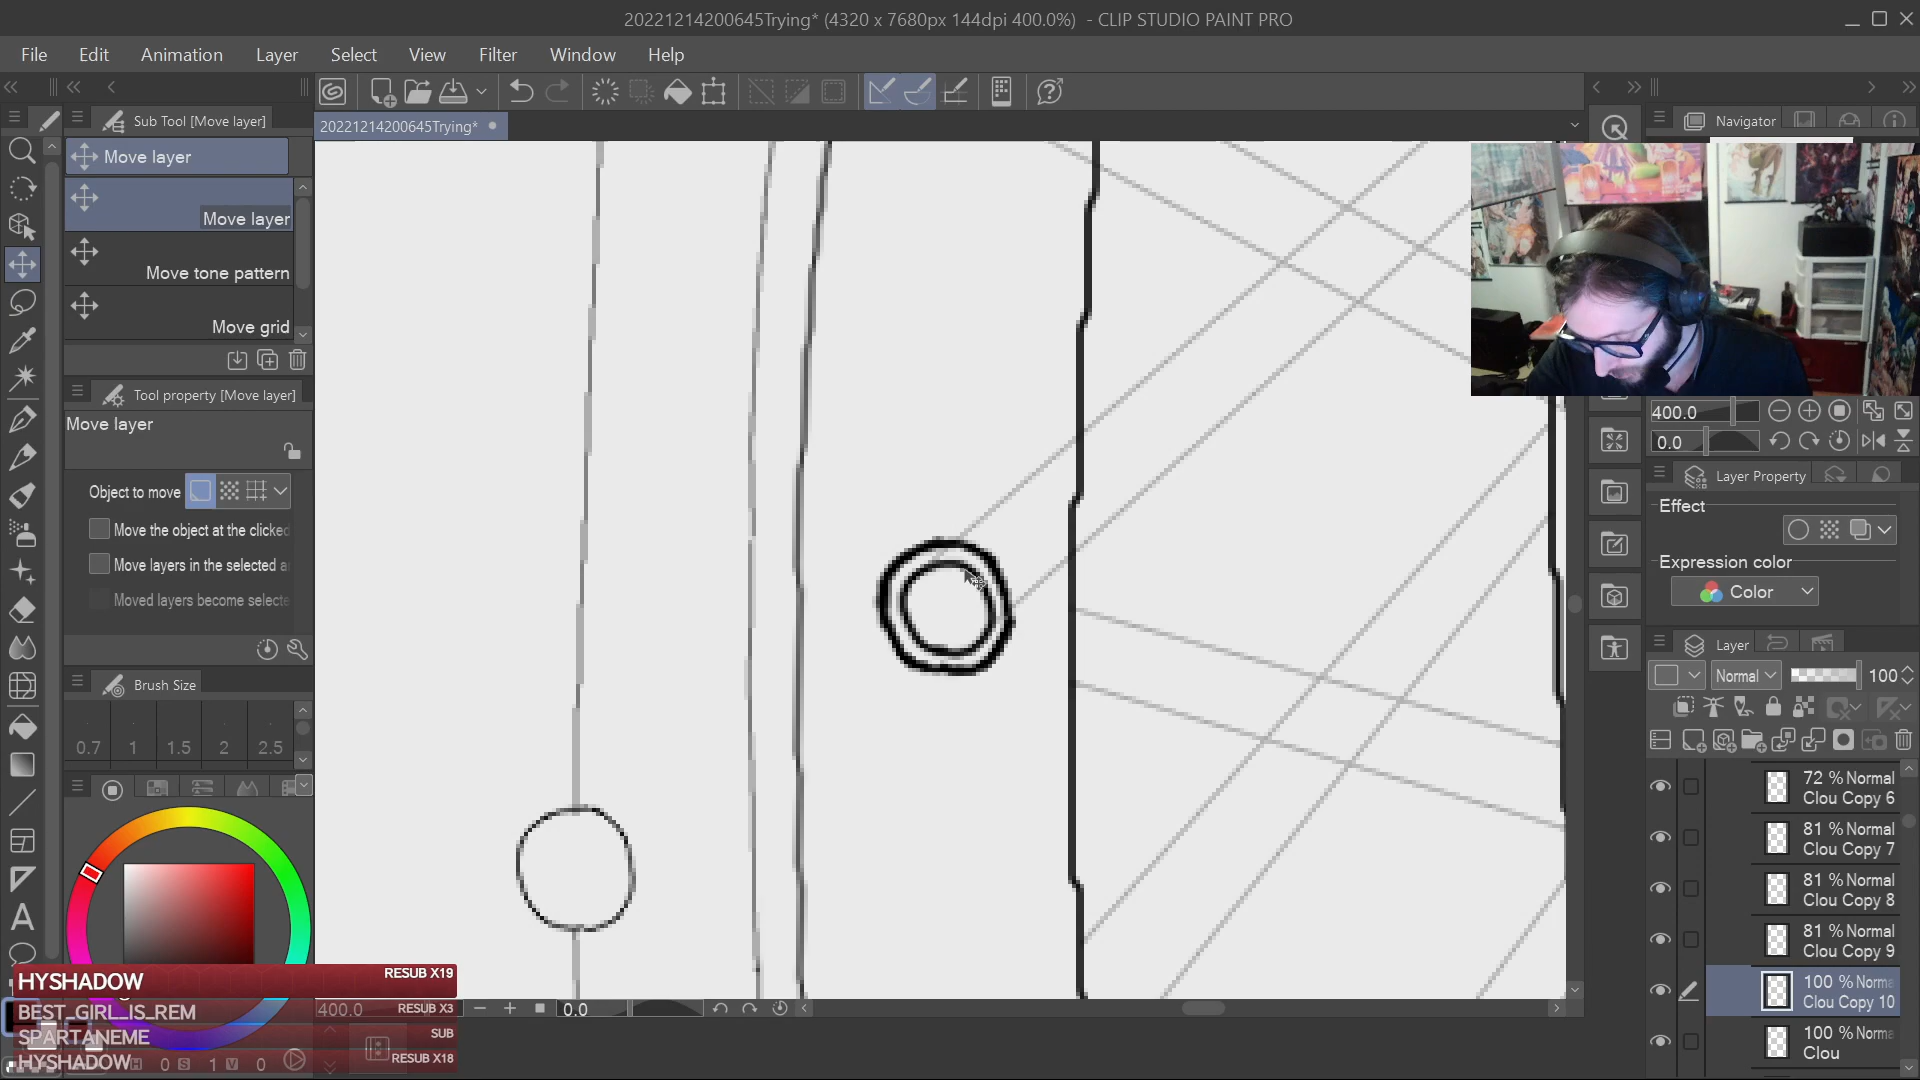 20221214200645Trying* (4320 x 7680px 144dpi 400.0%) - CLIP STUDIO PAINT PRO
File Edit Animation Layer Select View Filter Window Help
Sub Tool [Move layer]
20221214200645Trying*
Navigator
Move layer
Move layer
Move tone pattern
Move grid
Tool property [Move layer]
Move layer
Object to move
Move the object at the clicked
Move layers in the selected a
Moved layers become selecte
Brush Size
0.7 1 1.5 2 2.5
400.0
0.0
Layer Property
Effect
Expression color
Color
Layer
Normal 100
72 % Normal
Clou Copy 6
81 % Normal
Clou Copy 7
81 % Normal
Clou Copy 8
81 % Normal
Clou Copy 9
100 % Norma
Clou Copy 10
100 % Norma
Clou
HYSHADOW RESUB X19
BEST_GIRL_IS_REM RESUB X3
SPARTANEME SUB
HYSHADOW RESUB X18
400.0 0.0
H 0 S 1 V 0